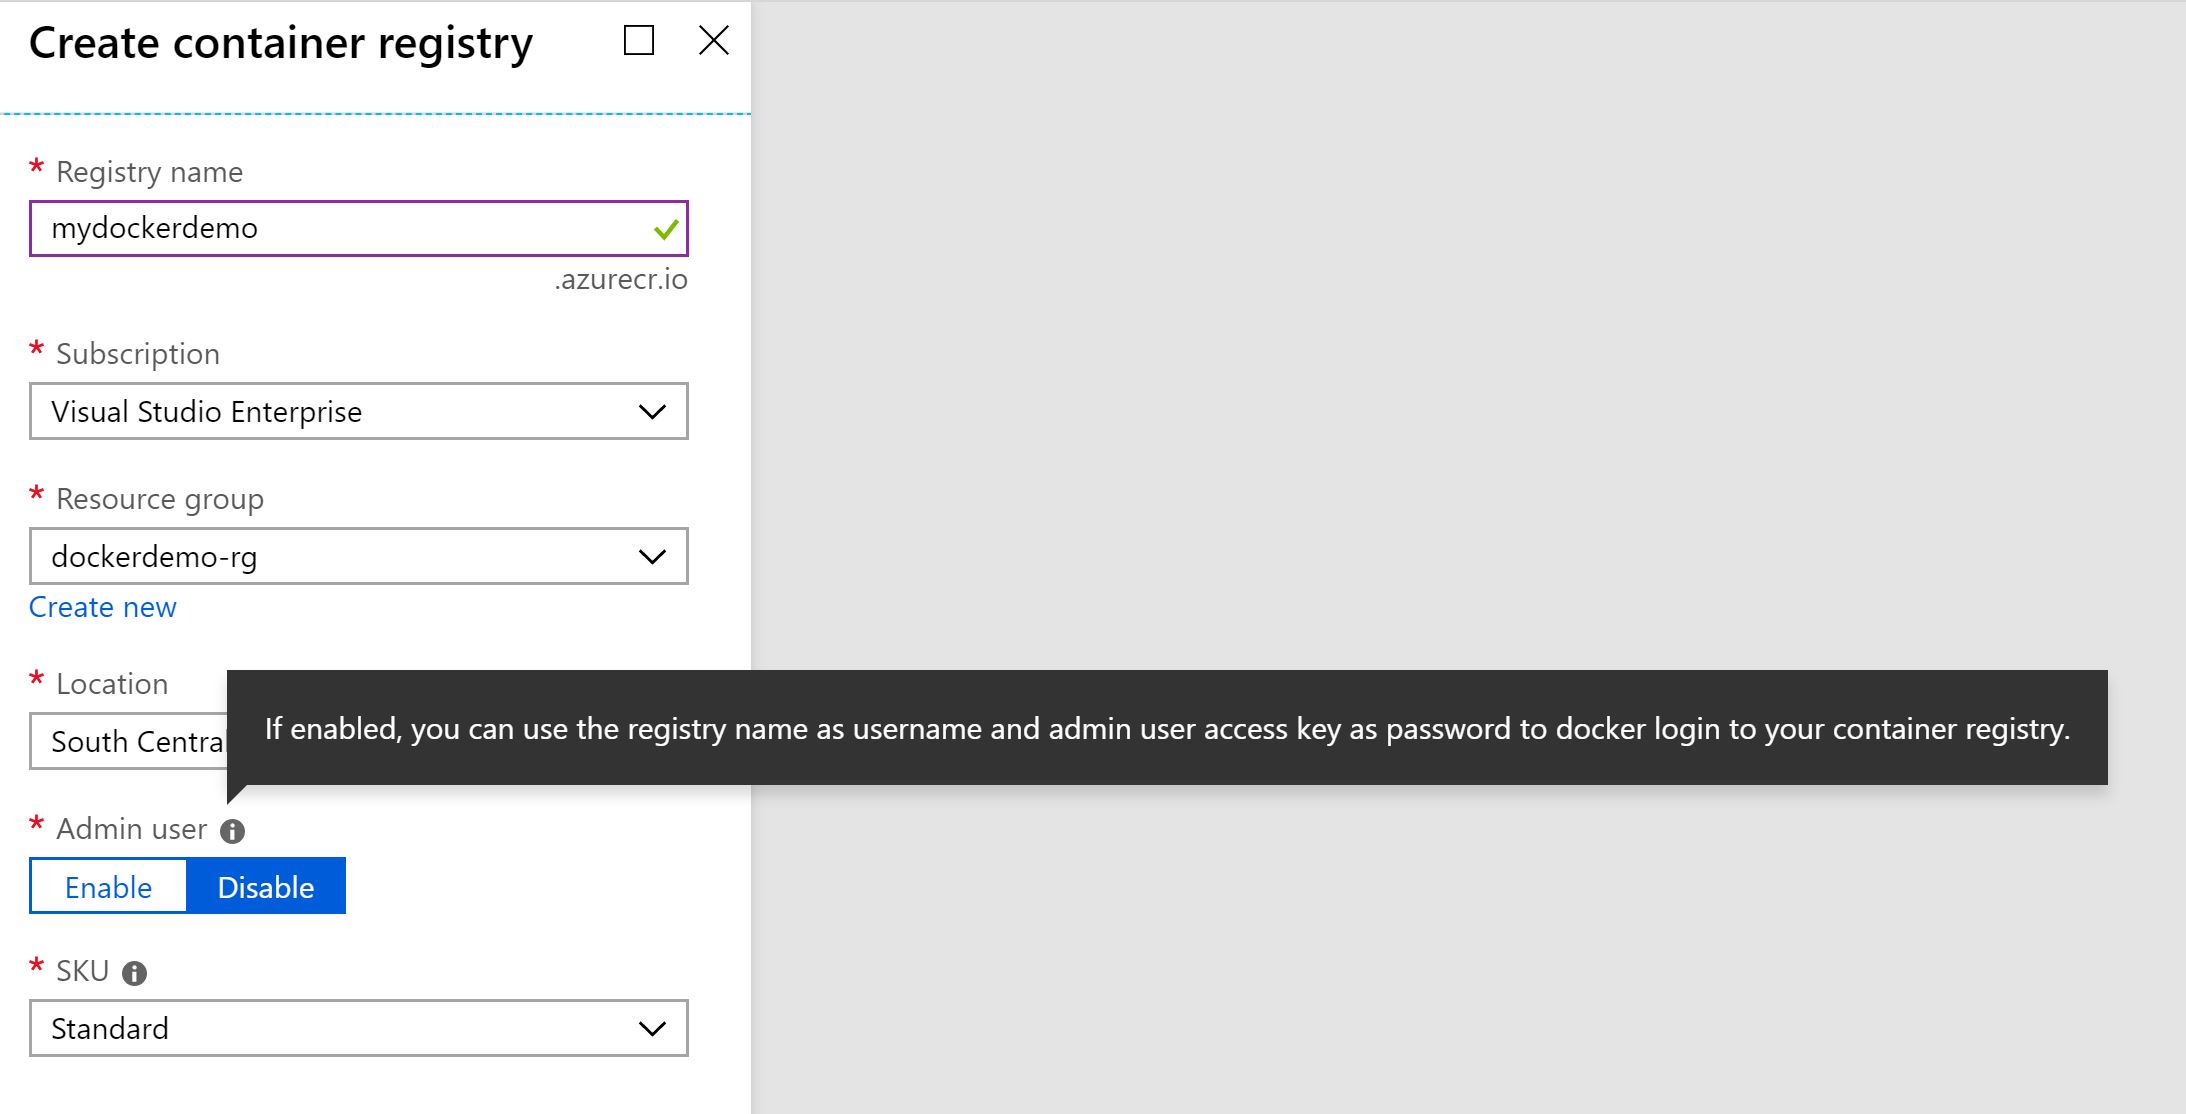 Create container registry
* Registry name
mydockerdemo
.azurecr.io
* Subscription
Visual Studio Enterprise
* Resource group
dockerdemo-rg
Create new
* Location
South Central
If enabled, you can use the registry name as username and admin user access key as password to docker login to your container registry.
* Admin user
Enable Disable
* SKU
Standard